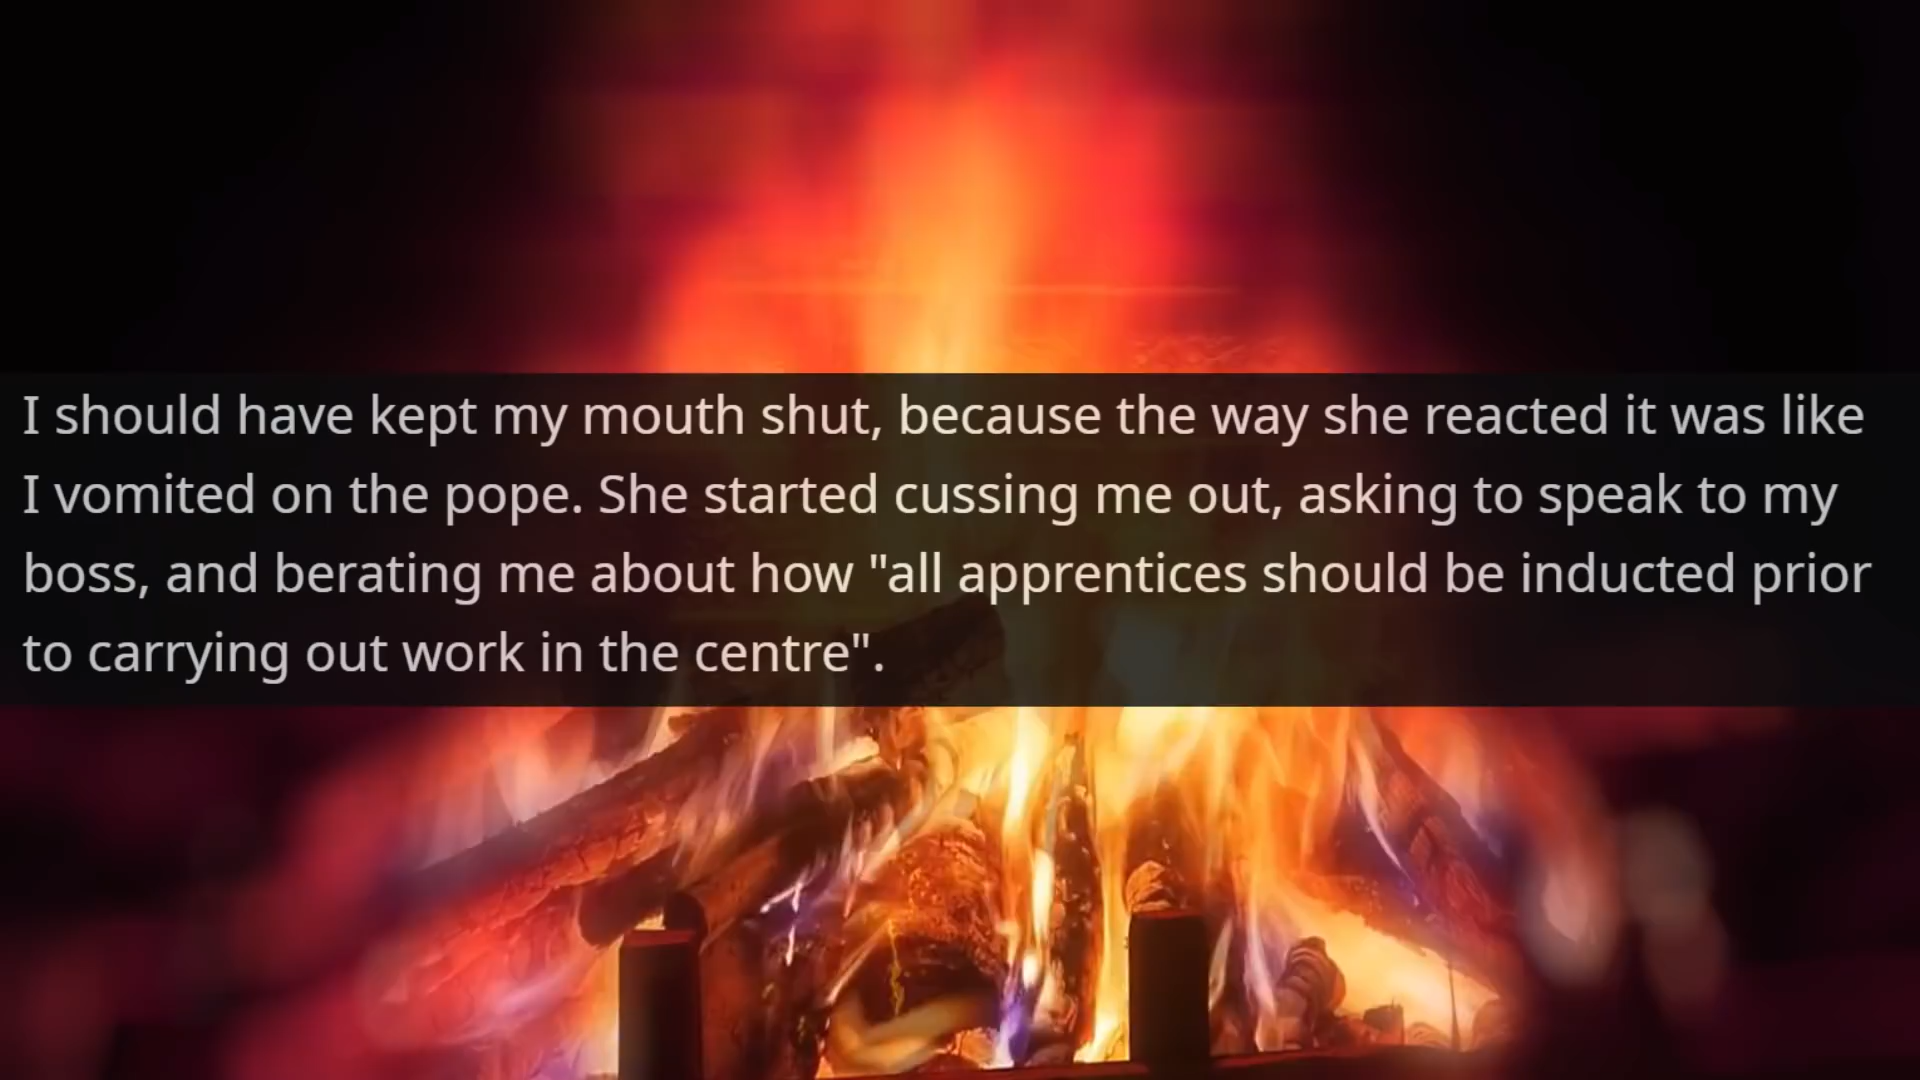 I should have kept my mouth shut, because the way she reacted it was like
I vomited on the pope. She started cussing me out, asking to speak to my
boss, and berating me about how "all apprentices should be inducted prior
to carrying out work in the centre".